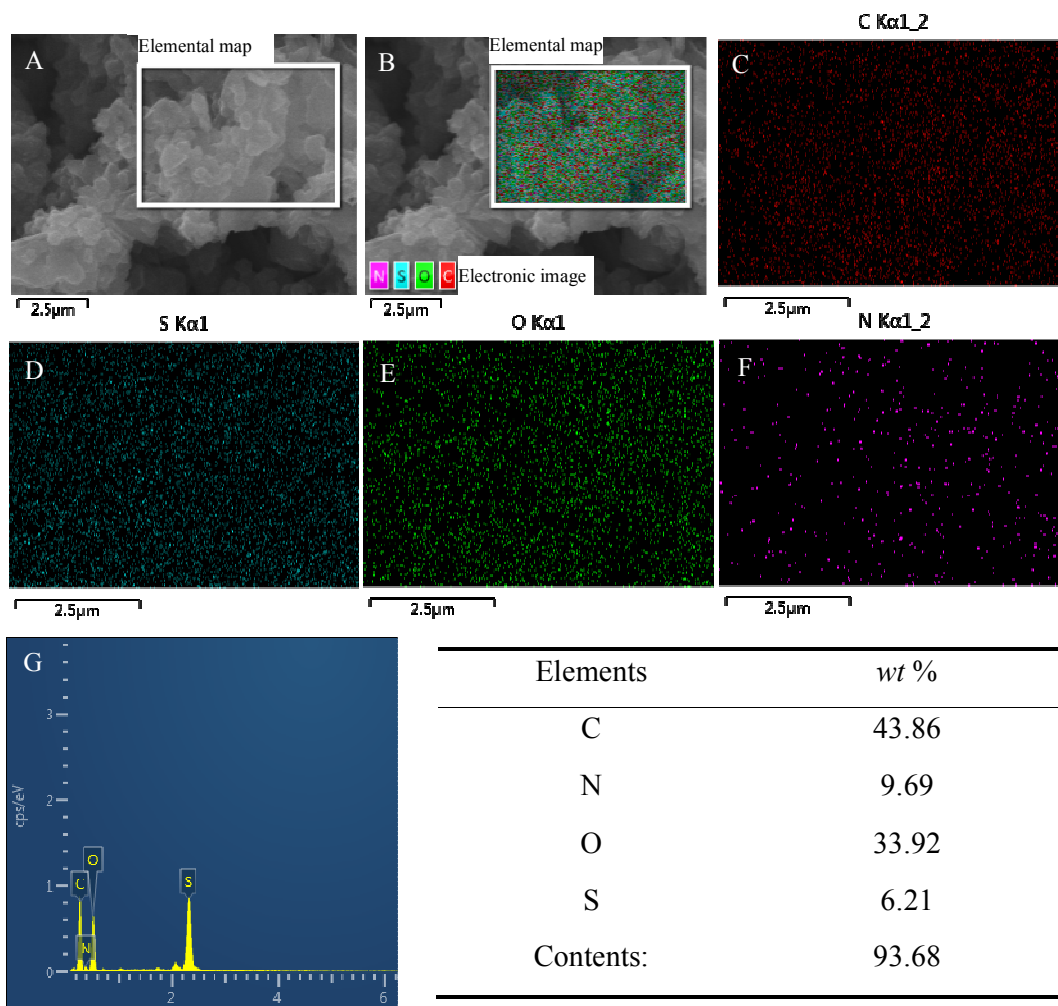 A
Elemental map
2.5µm
B
Elemental map
N S O C Electronic image
2.5µm
C Kα1_2
C
2.5µm
S Kα1
D
2.5µm
O Kα1
E
2.5µm
N Kα1_2
F
2.5µm
G
cps/eV
3
2
1
0
C
O
N
S
2
4
6
Elements wt %
C 43.86
N 9.69
O 33.92
S 6.21
Contents: 93.68